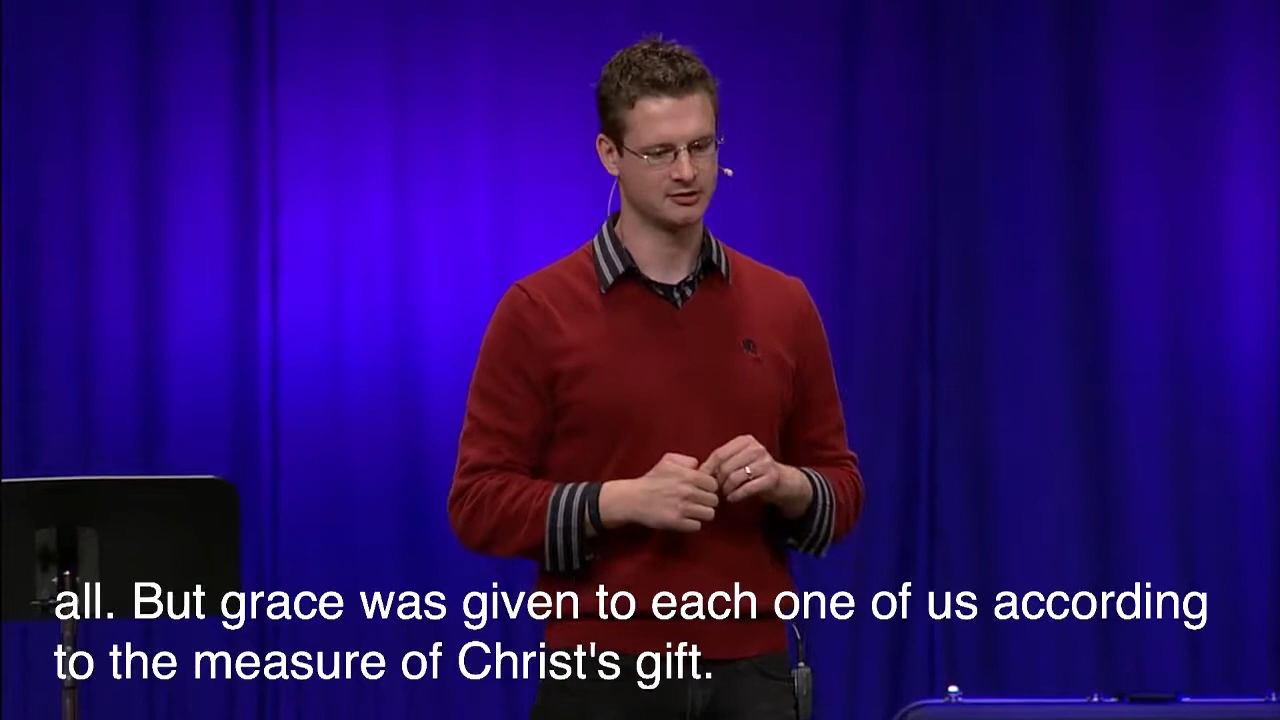 all. But grace was given to each one of us according
to the measure of Christ's gift.